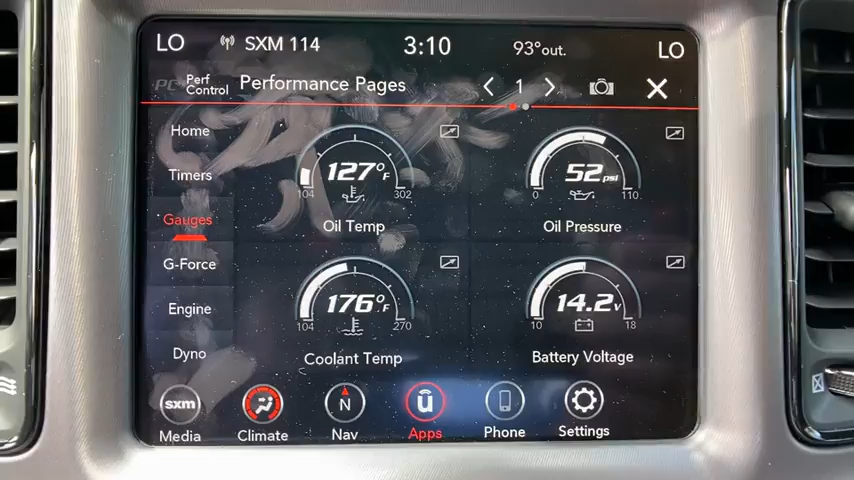 LO SXM 114 3:10 93°out. LO
Perf Control Performance Pages 1
Home
Timers
Gauges
G-Force
Engine
Dyno
127°F
104 302
Oil Temp
52 psi
0 110
Oil Pressure
176°F
104 270
Coolant Temp
14.2V
10 18
Battery Voltage
sxm N ü
Media Climate Nav Apps Phone Settings